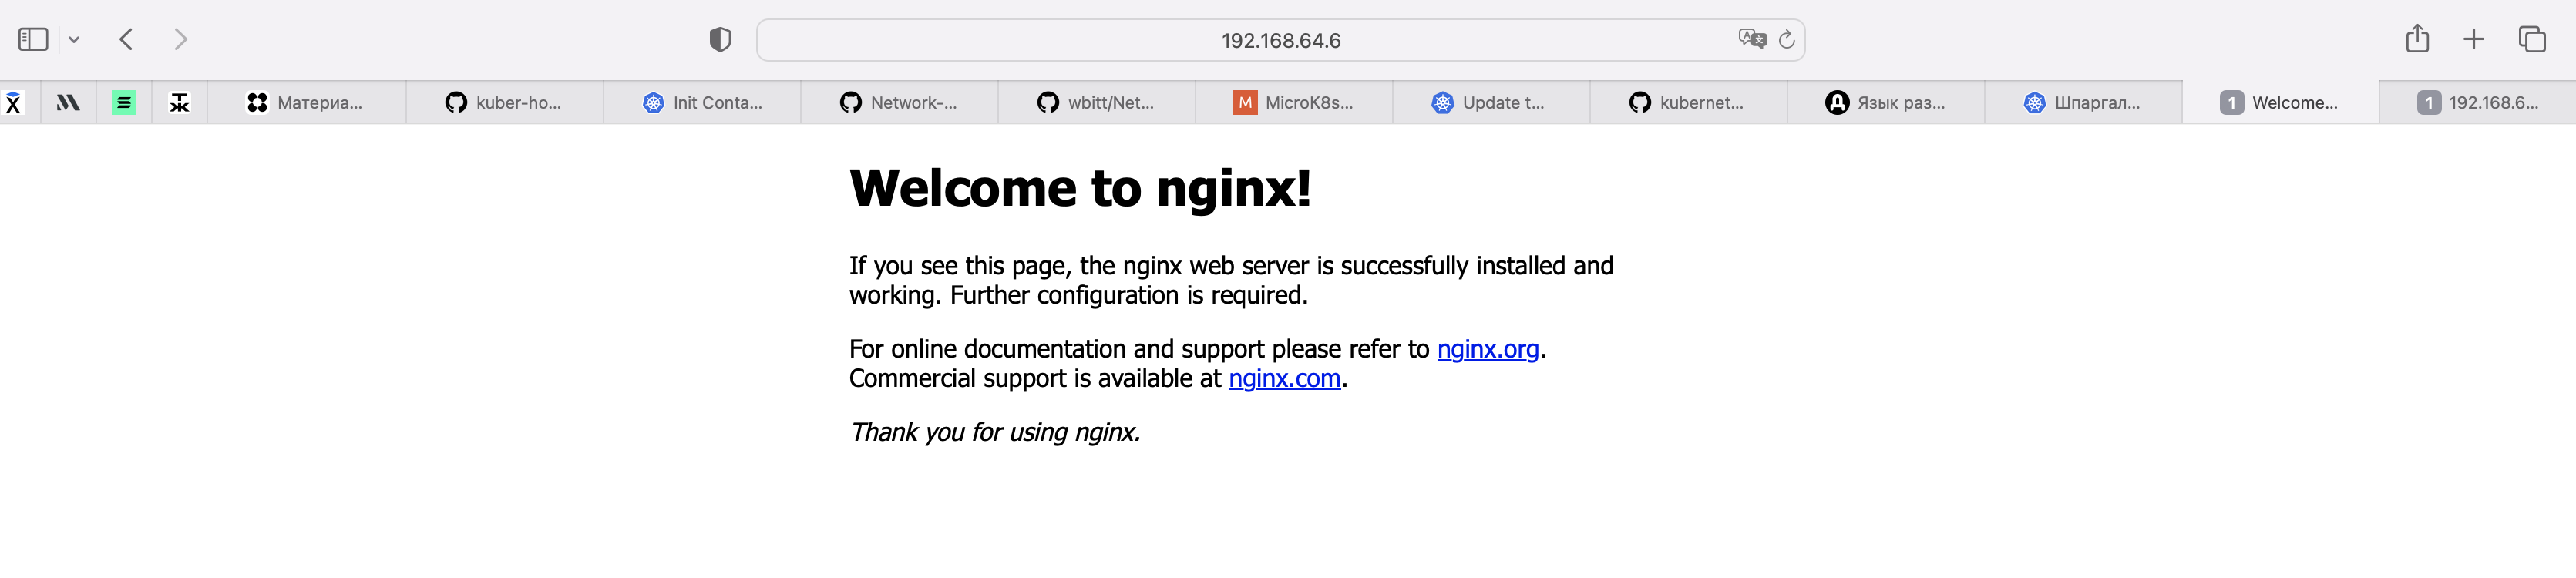 192.168.64.6
Материа... kuber-ho... Init Conta... Network-... wbitt/Net... M MicroK8s... Update t... kubernet... Язык раз... Шпаргал... 1 Welcome... 1 192.168.6...
Welcome to nginx!
If you see this page, the nginx web server is successfully installed and
working. Further configuration is required.
For online documentation and support please refer to nginx.org.
Commercial support is available at nginx.com.
Thank you for using nginx.